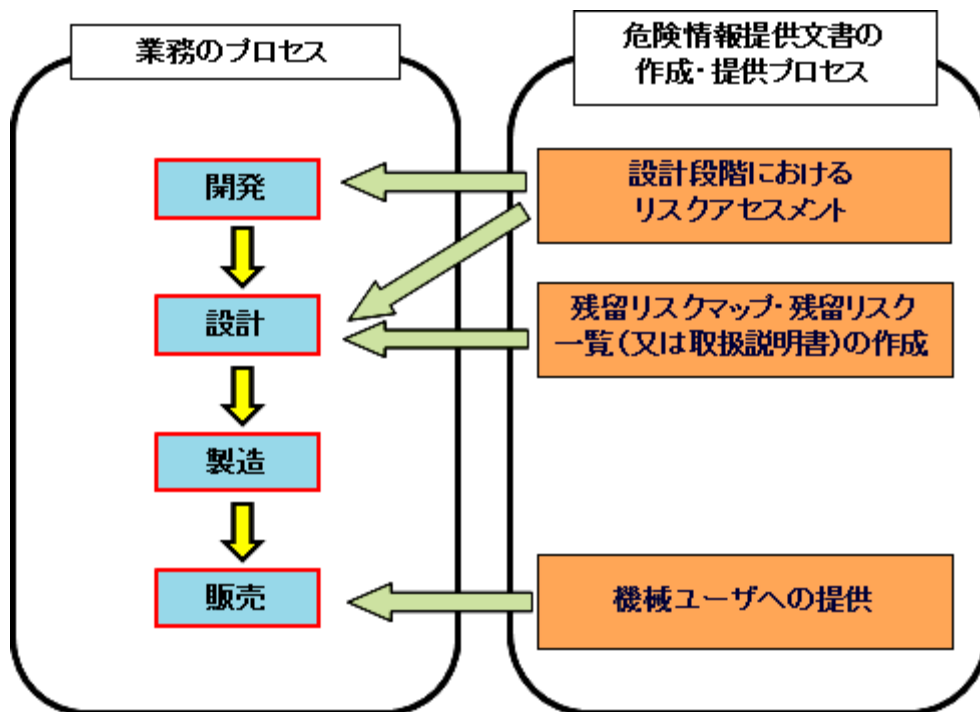 業務のプロセス
開発
設計
製造
販売
危険情報提供文書の
作成・提供プロセス
設計段階における
リスクアセスメント
残留リスクマップ・残留リスク
一覧(又は取扱説明書)の作成
機械ユーザへの提供